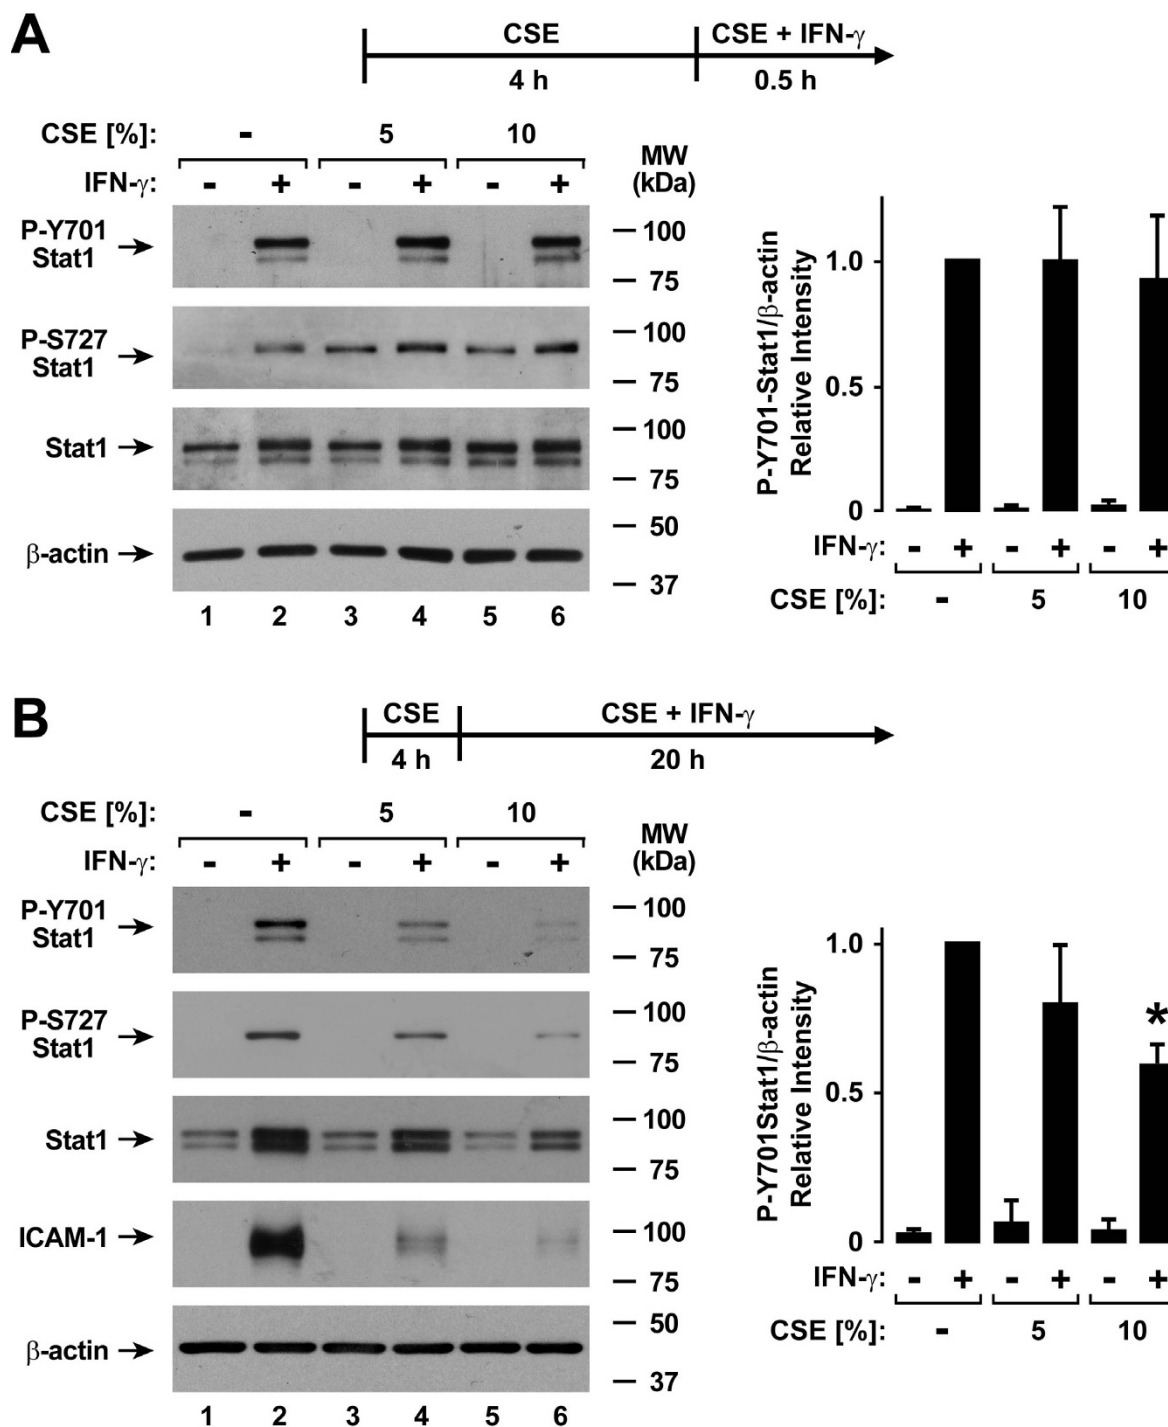 A
CSE
CSE + IFN-γ
4 h
0.5 h
CSE [%]: - 5 10
IFN-γ: - + - + - +
MW
(kDa)
P-Y701
Stat1
100
75
P-S727
Stat1
100
75
Stat1
100
75
β-actin
50
37
1 2 3 4 5 6
P-Y701-Stat1/β-actin
Relative Intensity
1.0
0.5
0
IFN-γ: - + - + - +
CSE [%]: - 5 10
B
CSE
CSE + IFN-γ
4 h
20 h
CSE [%]: - 5 10
IFN-γ: - + - + - +
MW
(kDa)
P-Y701
Stat1
100
75
P-S727
Stat1
100
75
Stat1
100
75
ICAM-1
100
75
β-actin
50
37
1 2 3 4 5 6
P-Y701Stat1/β-actin
Relative Intensity
1.0
0.5
0
*
IFN-γ: - + - + - +
CSE [%]: - 5 10